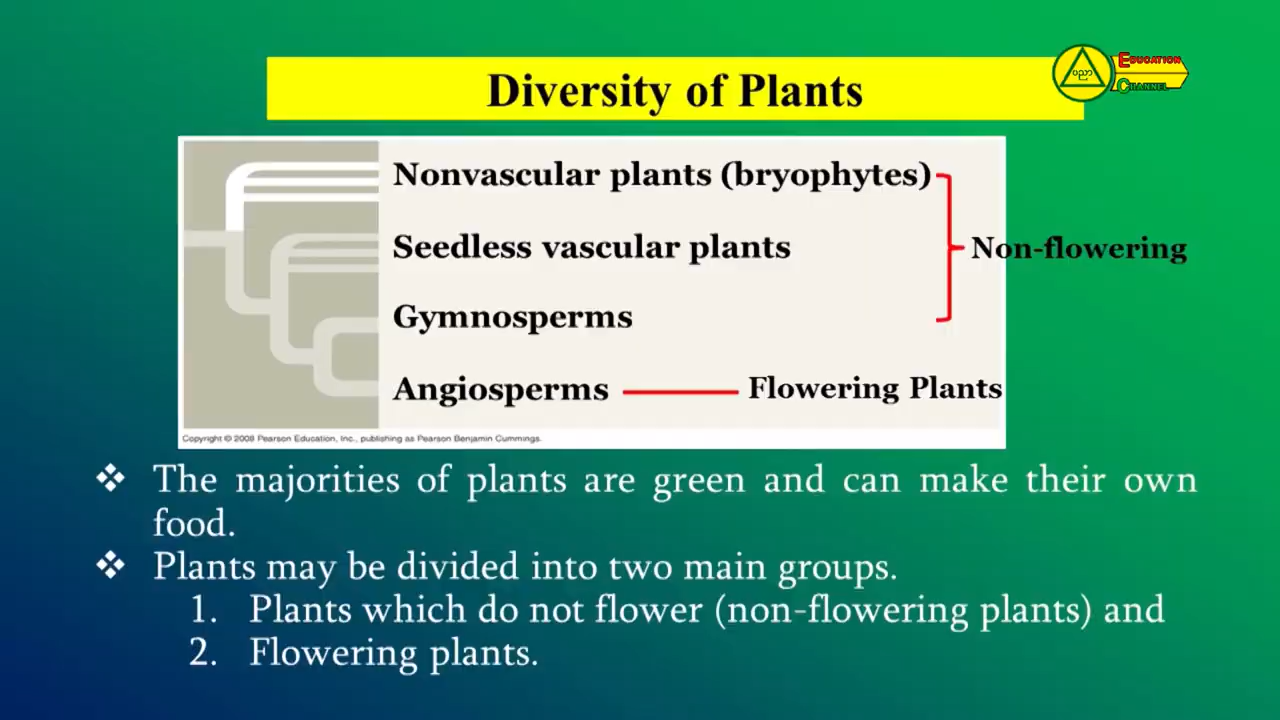 Diversity of Plants
EDUCATION
CHANNEL
ပညာ
Nonvascular plants (bryophytes)
Seedless vascular plants
Non-flowering
Gymnosperms
Angiosperms
Flowering Plants
Copyright © 2008 Pearson Education, Inc., publishing as Pearson Benjamin Cummings.
❖ The majorities of plants are green and can make their own
food.
❖ Plants may be divided into two main groups.
1. Plants which do not flower (non-flowering plants) and
2. Flowering plants.